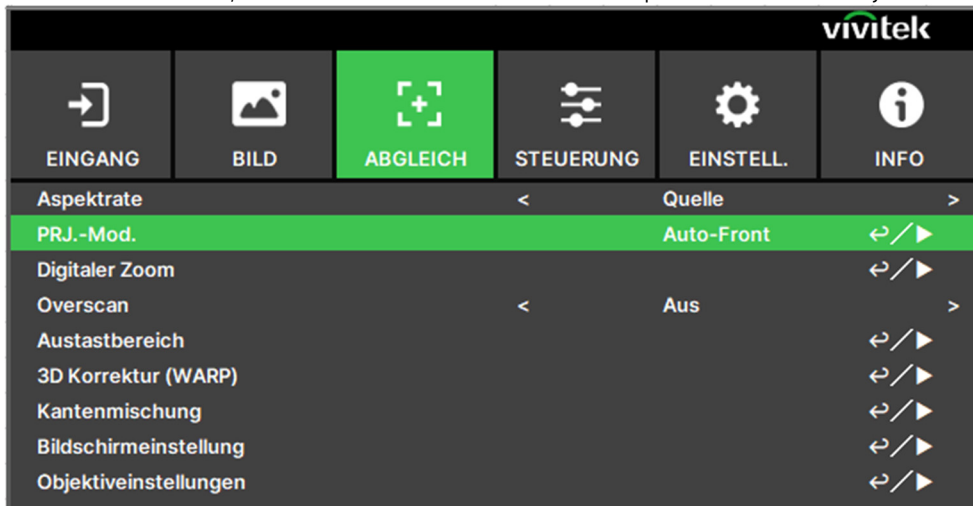 vivitek
EINGANG BILD ABGLEICH STEUERUNG EINSTELL. INFO
Aspektrate < Quelle >
PRJ.-Mod. Auto-Front
Digitaler Zoom
Overscan < Aus >
Austastbereich
3D Korrektur (WARP)
Kantenmischung
Bildschirmeinstellung
Objektiveinstellungen